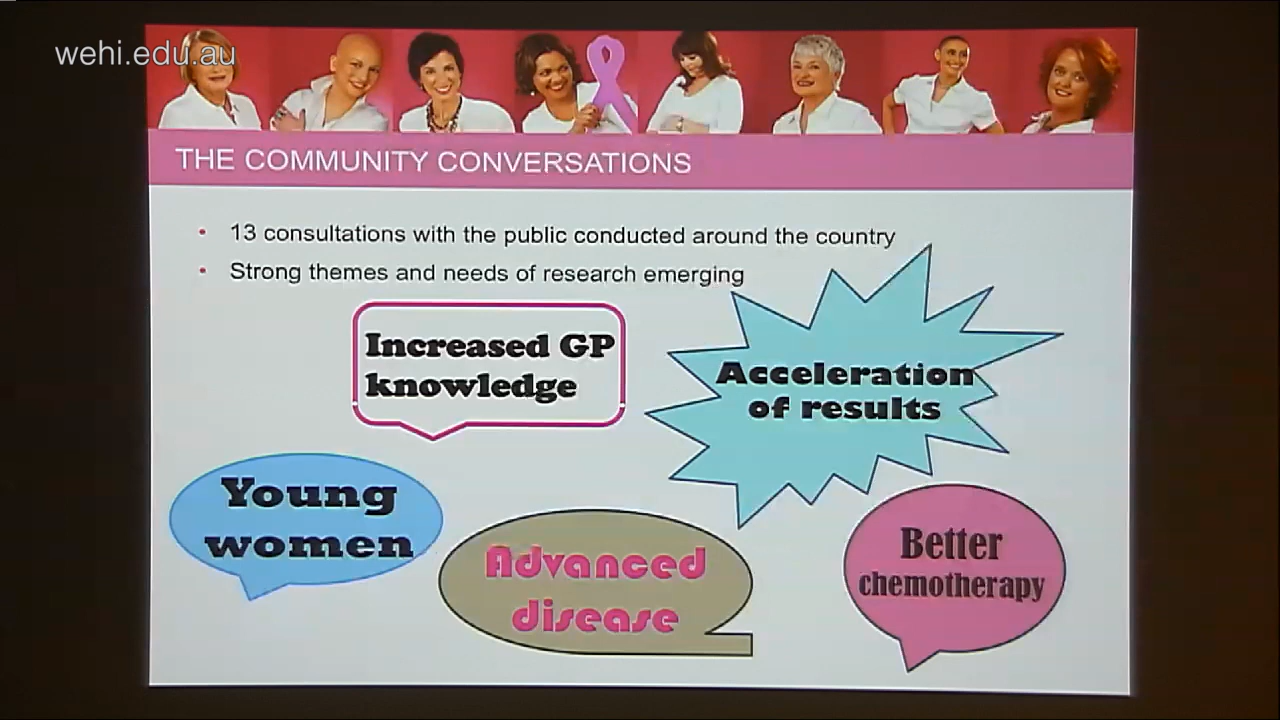 wehi.edu.au
THE COMMUNITY CONVERSATIONS
• 13 consultations with the public conducted around the country
• Strong themes and needs of research emerging
Increased GP
knowledge
Acceleration
of results
Young
women
Advanced
disease
Better
chemotherapy